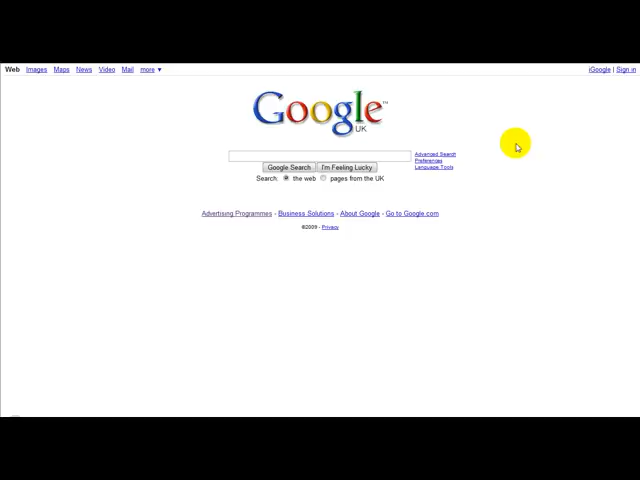 Web Images Maps News Video Mail more ▼ iGoogle | Sign in
Google™
UK
Advanced Search
Preferences
Google Search I'm Feeling Lucky Language Tools
Search: the web pages from the UK
Advertising Programmes - Business Solutions - About Google - Go to Google.com
©2009 - Privacy